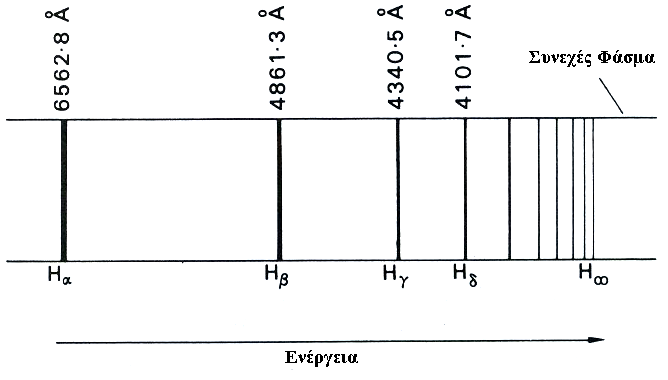 6562·8 Å
4861·3 Å
4340·5 Å
4101·7 Å
Συνεχές Φάσμα
Hα
Hβ
Hγ
Hδ
H∞
Ενέργεια